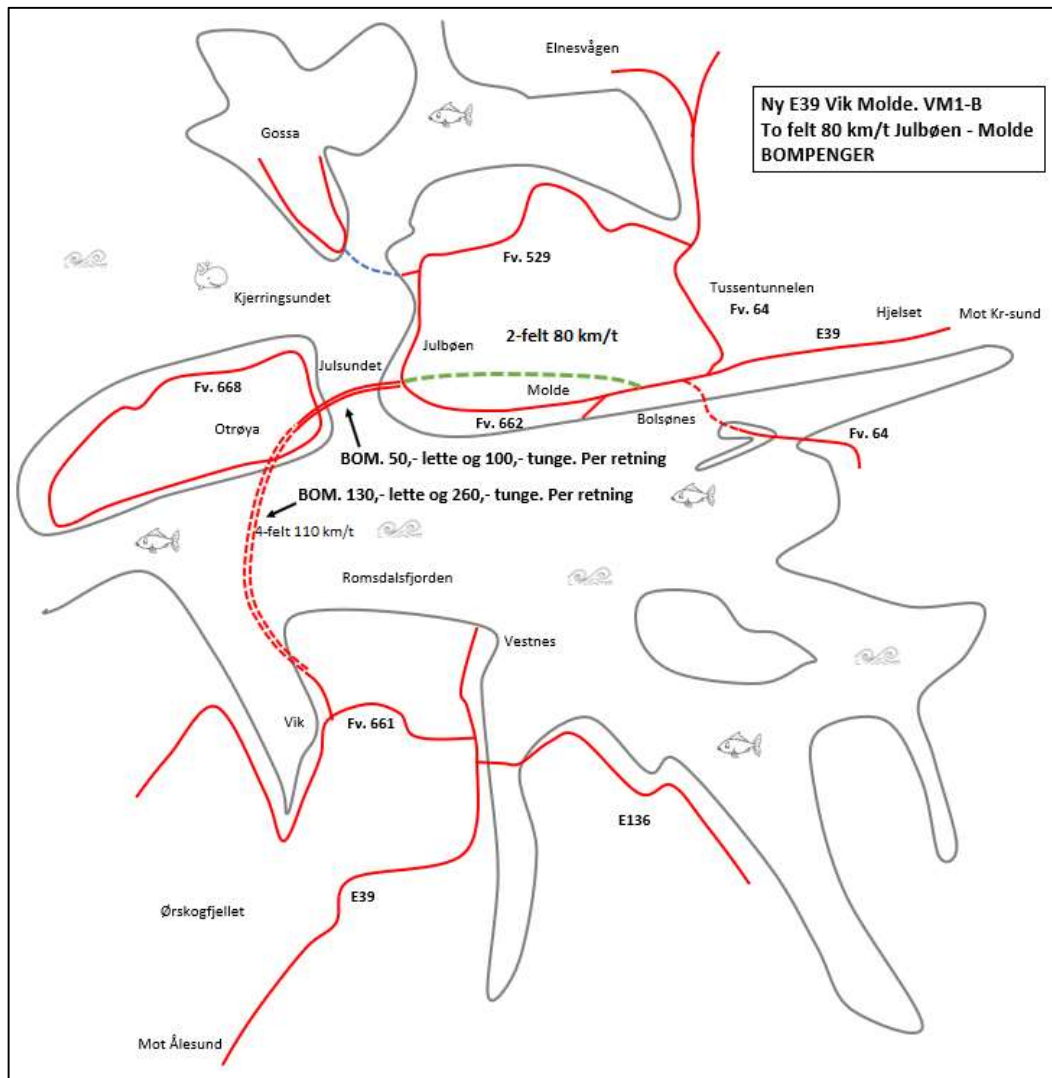 Elnesvågen
Ny E39 Vik Molde. VM1-B
To felt 80 km/t Julbøen - Molde
BOMPENGER
Gossa
Fv. 529
Kjerringsundet
Tussentunnelen
Fv. 64
Hjelset
Mot Kr-sund
E39
Julbøen
2-felt 80 km/t
Julsundet
Fv. 668
Molde
Otrøya
Fv. 662
Bolsønes
Fv. 64
BOM. 50,- lette og 100,- tunge. Per retning
BOM. 130,- lette og 260,- tunge. Per retning
4-felt 110 km/t
Romsdalsfjorden
Vestnes
Vik
Fv. 661
E136
E39
Ørskogfjellet
Mot Ålesund